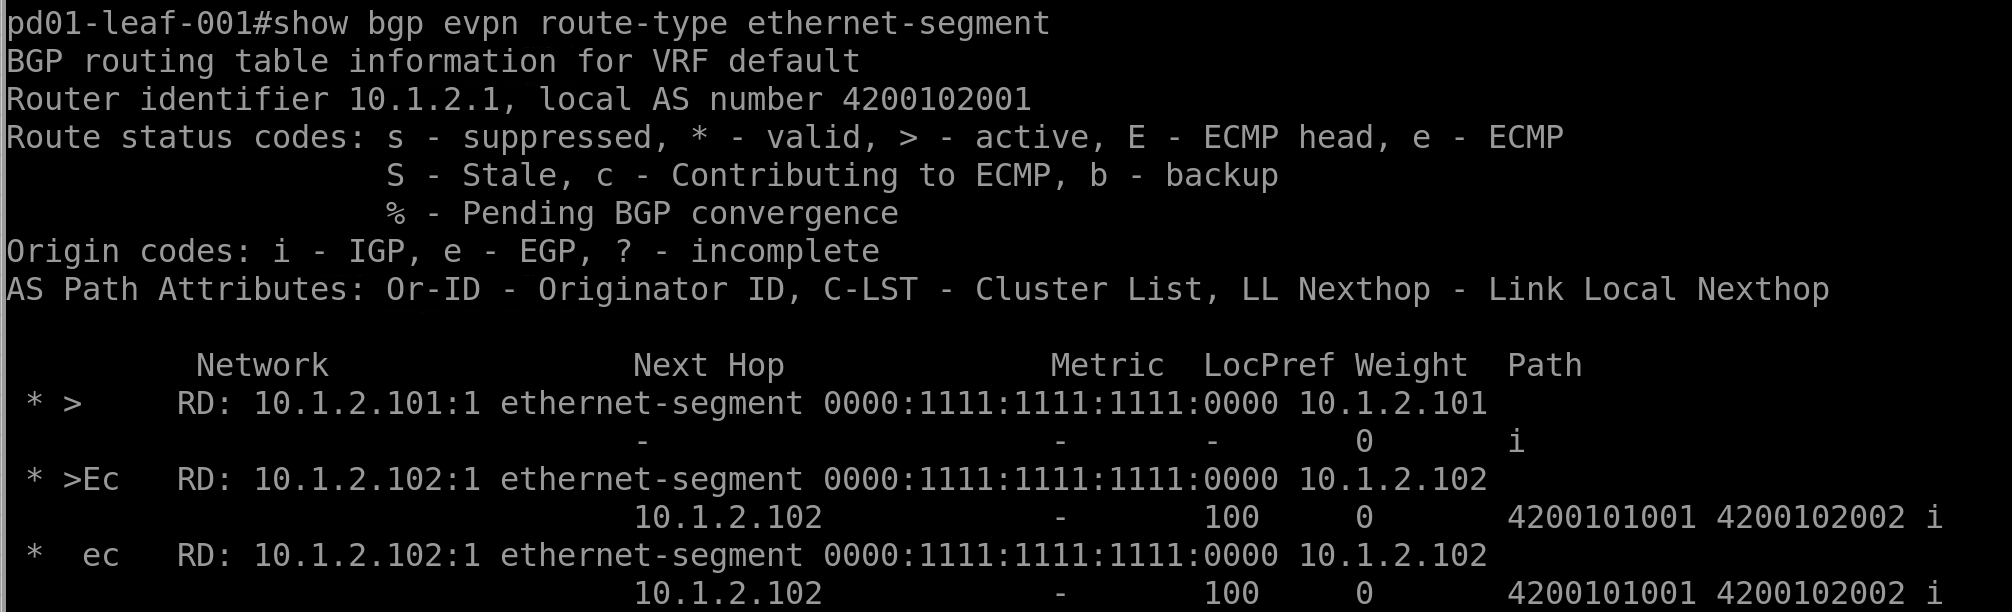 pd01-leaf-001#show bgp evpn route-type ethernet-segment
BGP routing table information for VRF default
Router identifier 10.1.2.1, local AS number 4200102001
Route status codes: s - suppressed, * - valid, > - active, E - ECMP head, e - ECMP
                    S - Stale, c - Contributing to ECMP, b - backup
                    % - Pending BGP convergence
Origin codes: i - IGP, e - EGP, ? - incomplete
AS Path Attributes: Or-ID - Originator ID, C-LST - Cluster List, LL Nexthop - Link Local Nexthop

          Network                Next Hop              Metric  LocPref Weight  Path
 * >     RD: 10.1.2.101:1 ethernet-segment 0000:1111:1111:1111:0000 10.1.2.101
                                 -                     -       -       0       i
 * >Ec   RD: 10.1.2.102:1 ethernet-segment 0000:1111:1111:1111:0000 10.1.2.102
                                 10.1.2.102            -       100     0       4200101001 4200102002 i
 *  ec   RD: 10.1.2.102:1 ethernet-segment 0000:1111:1111:1111:0000 10.1.2.102
                                 10.1.2.102            -       100     0       4200101001 4200102002 i